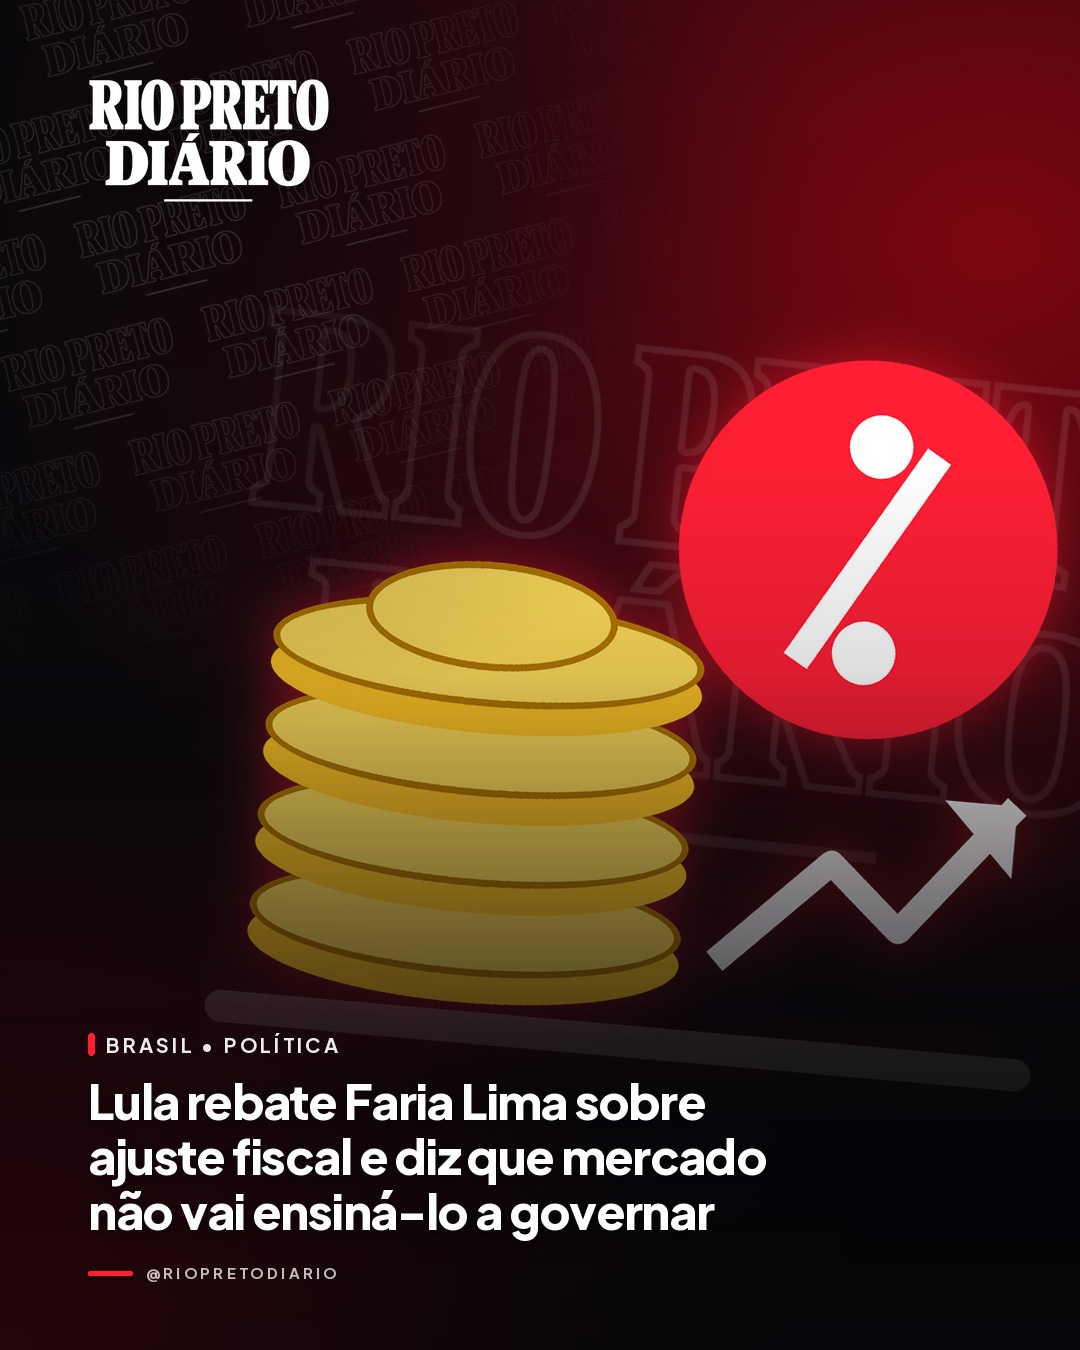 RIO PRETO
DIÁRIO
BRASIL • POLÍTICA
Lula rebate Faria Lima sobre
ajuste fiscal e diz que mercado
não vai ensiná-lo a governar
@RIOPRETODIARIO